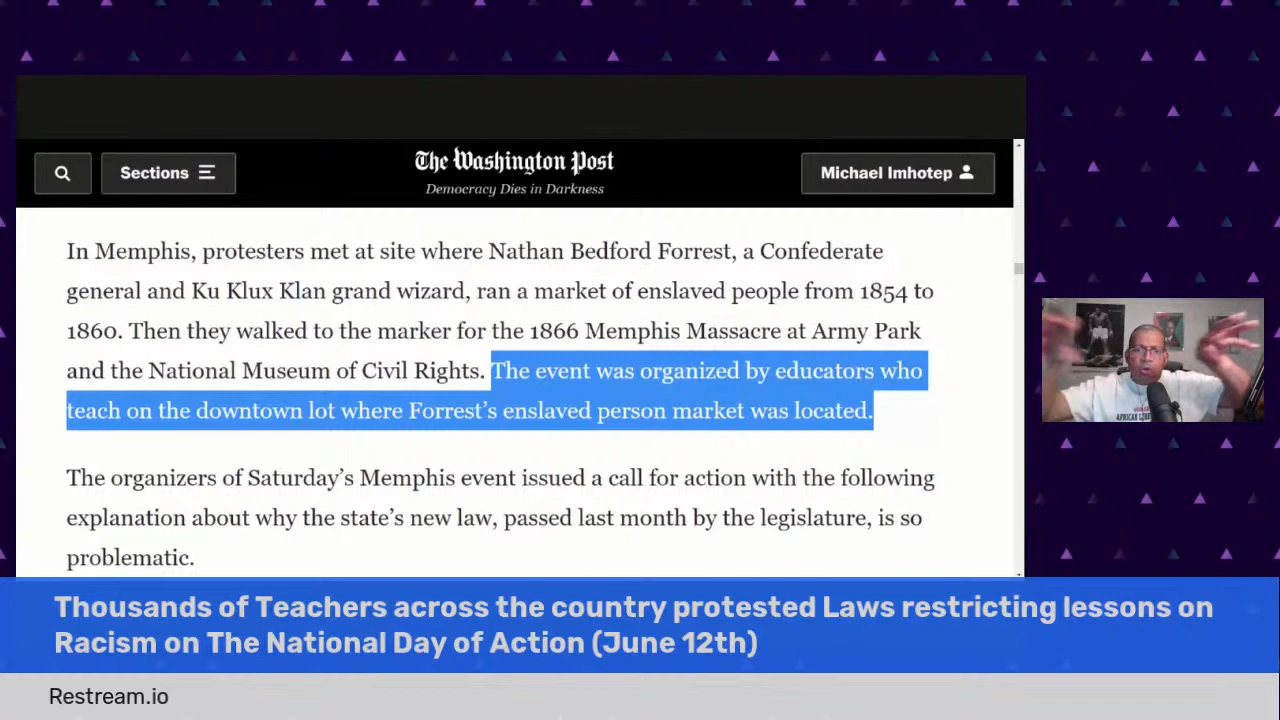 Sections
The Washington Post
Democracy Dies in Darkness
Michael Imhotep
In Memphis, protesters met at site where Nathan Bedford Forrest, a Confederate
general and Ku Klux Klan grand wizard, ran a market of enslaved people from 1854 to
1860. Then they walked to the marker for the 1866 Memphis Massacre at Army Park
and the National Museum of Civil Rights. The event was organized by educators who
teach on the downtown lot where Forrest’s enslaved person market was located.
The organizers of Saturday’s Memphis event issued a call for action with the following
explanation about why the state’s new law, passed last month by the legislature, is so
problematic.
AFRICAN
Thousands of Teachers across the country protested Laws restricting lessons on
Racism on The National Day of Action (June 12th)
Restream.io